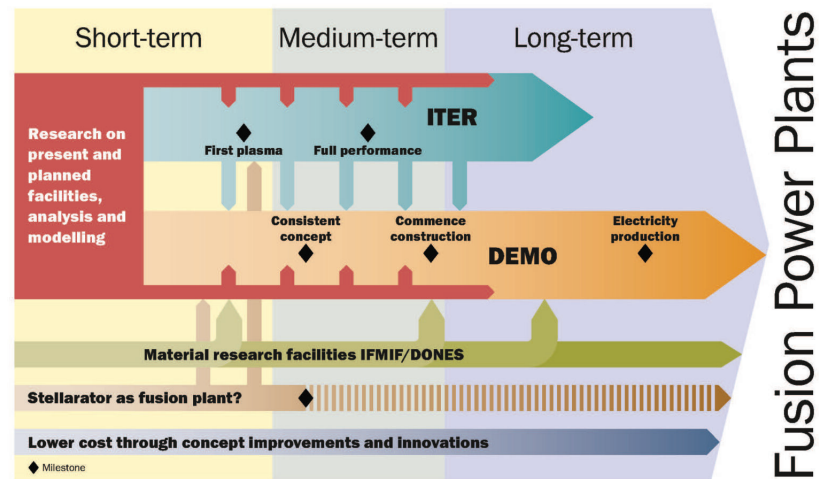 Short-term
Medium-term
Long-term
Fusion Power Plants
Research on
present and
planned
facilities,
analysis and
modelling
ITER
First plasma
Full performance
Consistent
concept
Commence
construction
Electricity
production
DEMO
Material research facilities IFMIF/DONES
Stellarator as fusion plant?
Lower cost through concept improvements and innovations
Milestone